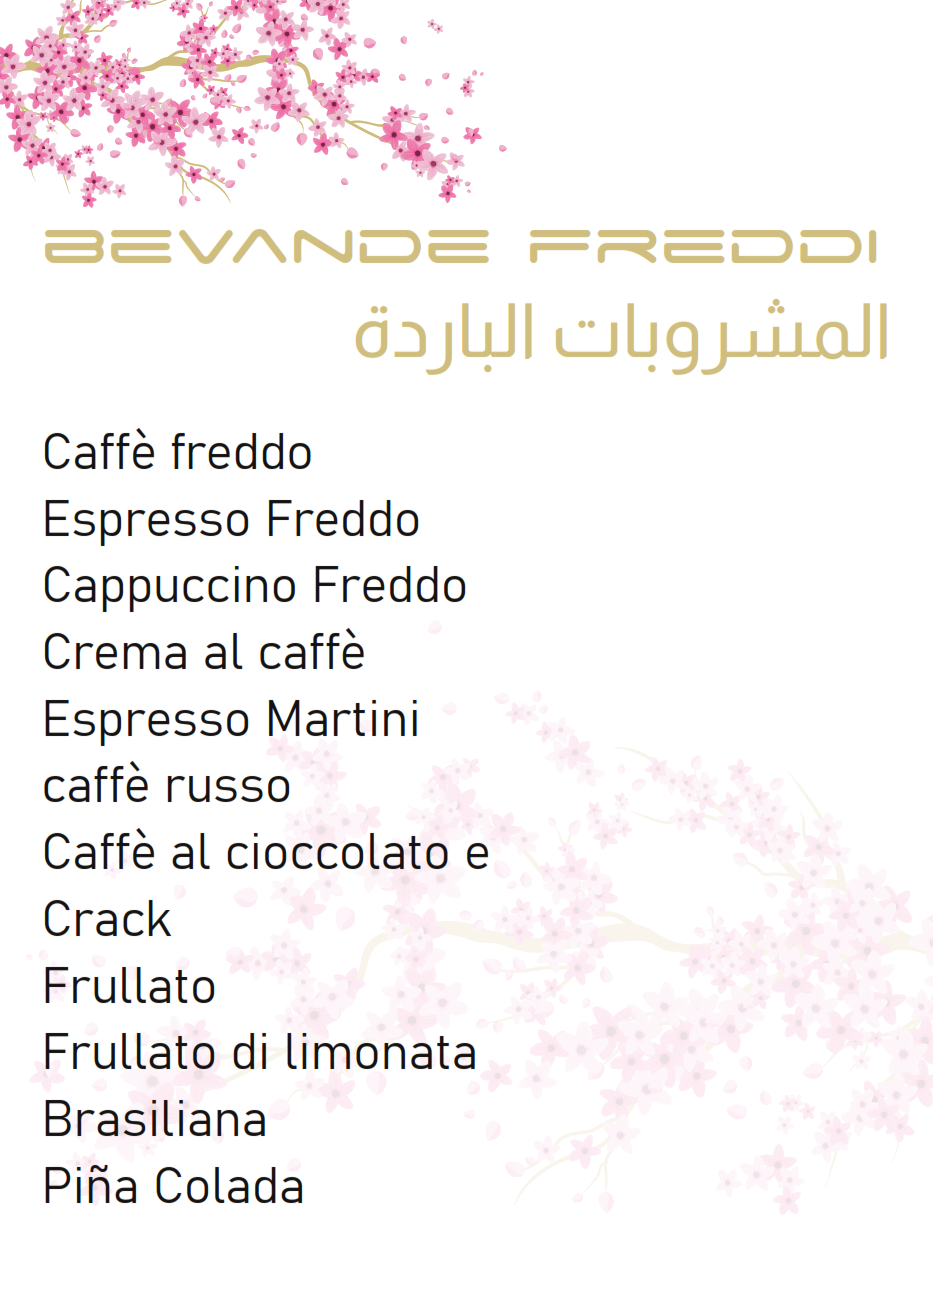 BEVANDE FREDDI
المشروبات الباردة
Caffè freddo
Espresso Freddo
Cappuccino Freddo
Crema al caffè
Espresso Martini
caffè russo
Caffè al cioccolato e
Crack
Frullato
Frullato di limonata
Brasiliana
Piña Colada